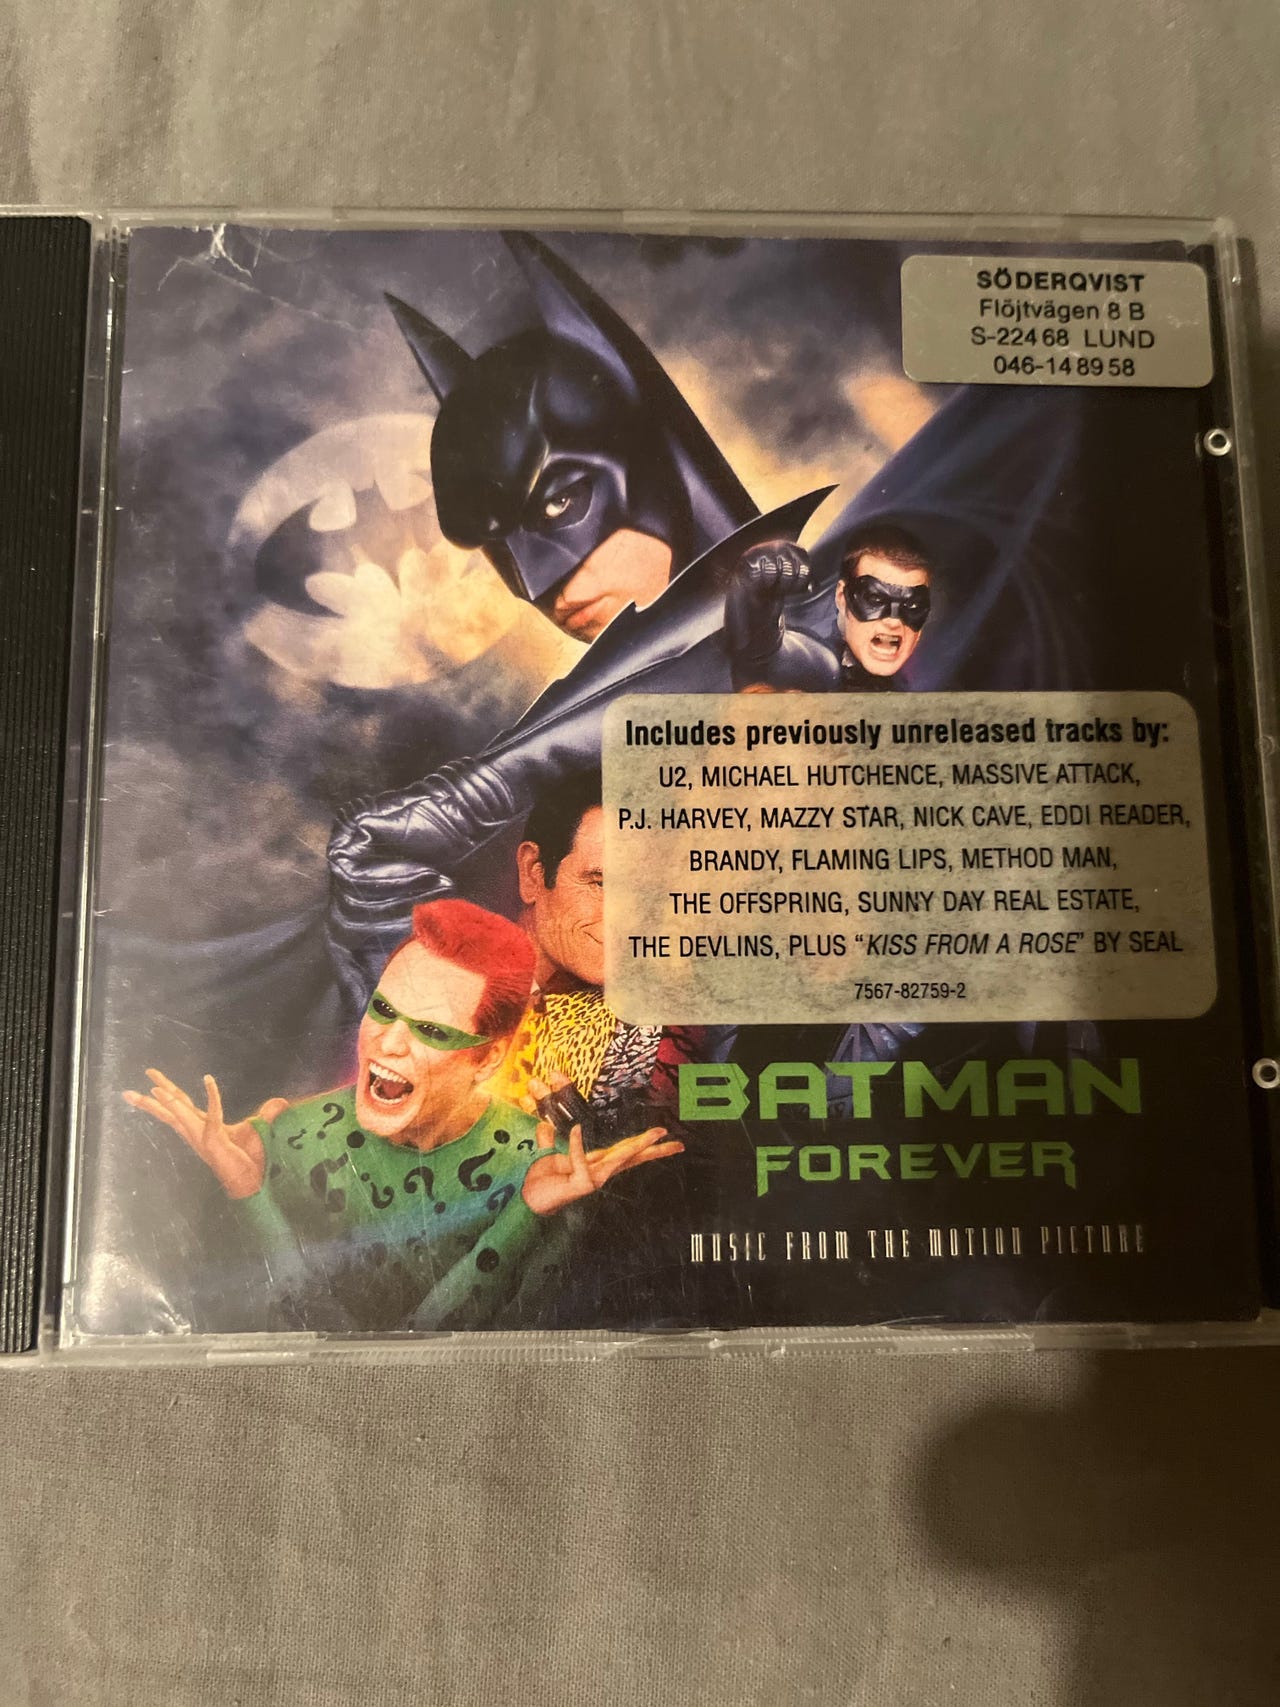 SÖDERQVIST
Flöjtvägen 8 B
S-224 68 LUND
046-14 89 58
Includes previously unreleased tracks by:
U2, MICHAEL HUTCHENCE, MASSIVE ATTACK,
P.J. HARVEY, MAZZY STAR, NICK CAVE, EDDI READER,
BRANDY, FLAMING LIPS, METHOD MAN,
THE OFFSPRING, SUNNY DAY REAL ESTATE,
THE DEVLINS, PLUS “KISS FROM A ROSE” BY SEAL
7567-82759-2
BATMAN
FOREVER
MUSIC FROM THE MOTION PICTURE